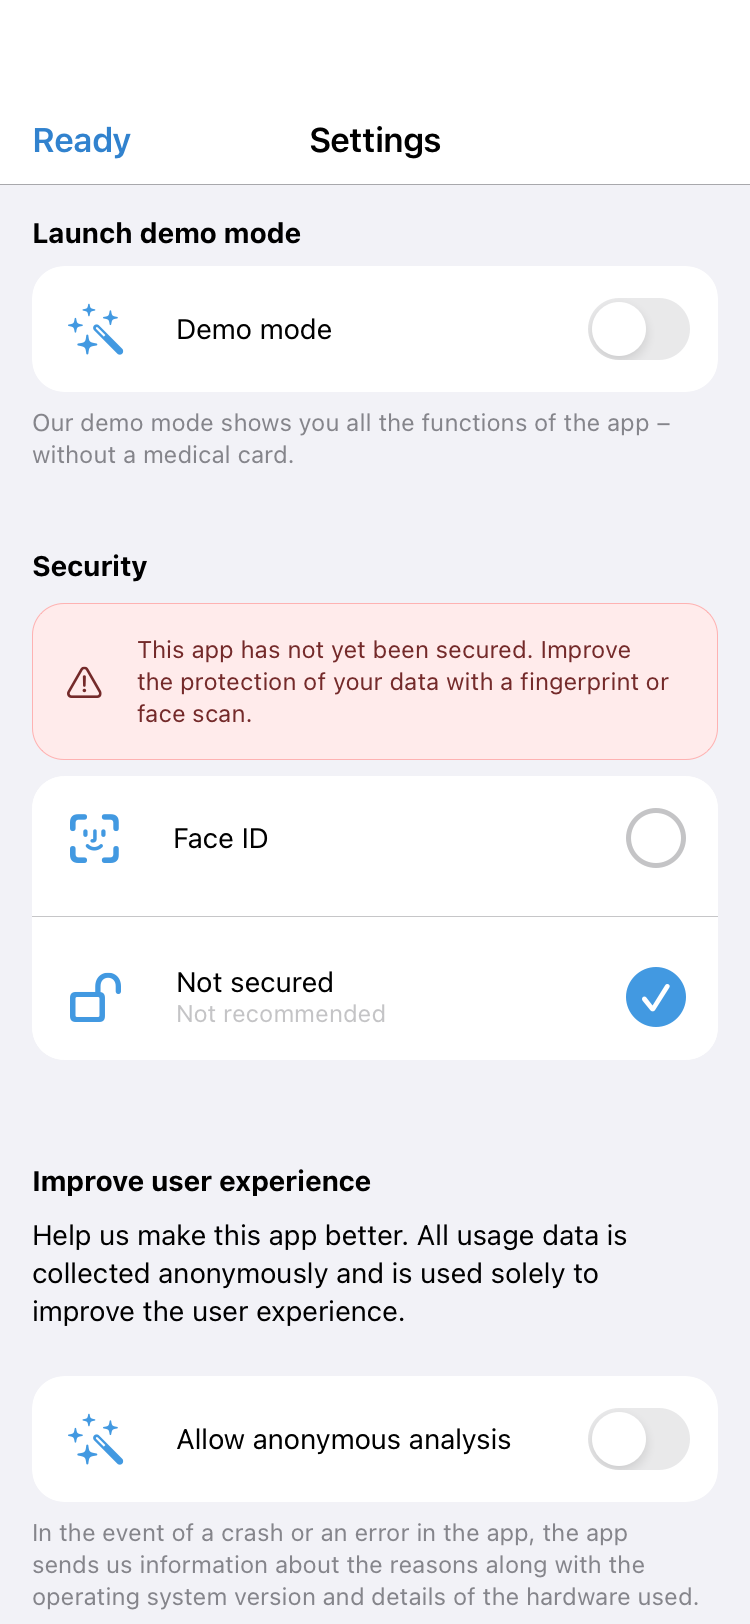 Ready
Settings
Launch demo mode
Demo mode
Our demo mode shows you all the functions of the app –
without a medical card.
Security
This app has not yet been secured. Improve
the protection of your data with a fingerprint or
face scan.
Face ID
Not secured
Not recommended
Improve user experience
Help us make this app better. All usage data is
collected anonymously and is used solely to
improve the user experience.
Allow anonymous analysis
In the event of a crash or an error in the app, the app
sends us information about the reasons along with the
operating system version and details of the hardware used.